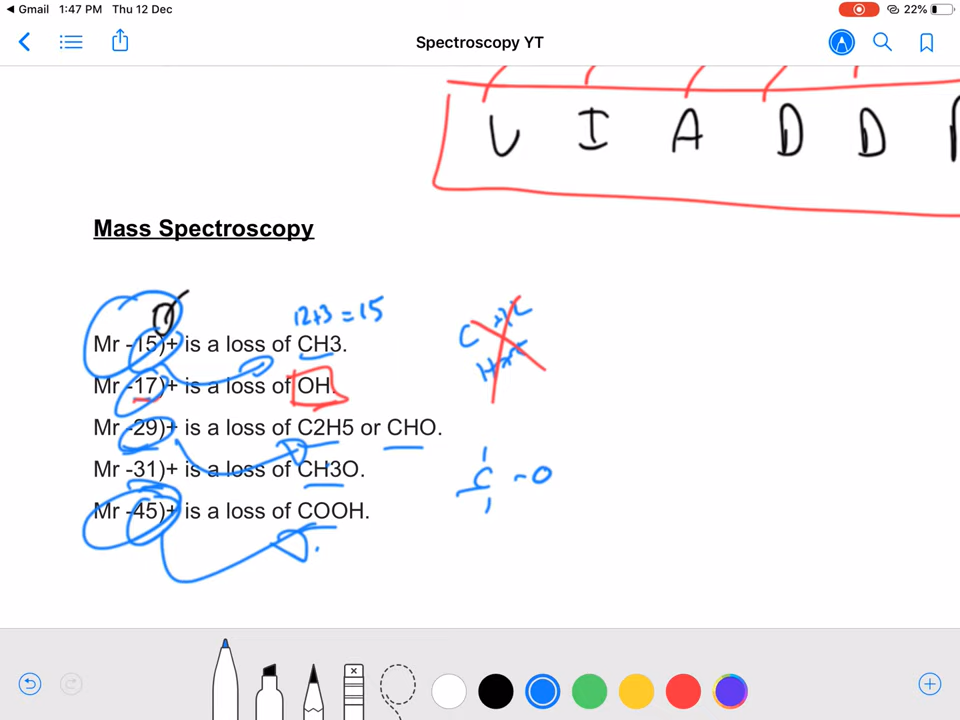 Gmail 1:47 PM Thu 12 Dec 22%
Spectroscopy YT
V I A D D
Mass Spectroscopy
12+3 = 15
Mr -15)+ is a loss of CH3.
Mr -17)+ is a loss of OH
Mr -29)+ is a loss of C2H5 or CHO.
Mr -31)+ is a loss of CH3O.
C - O
Mr -45)+ is a loss of COOH.